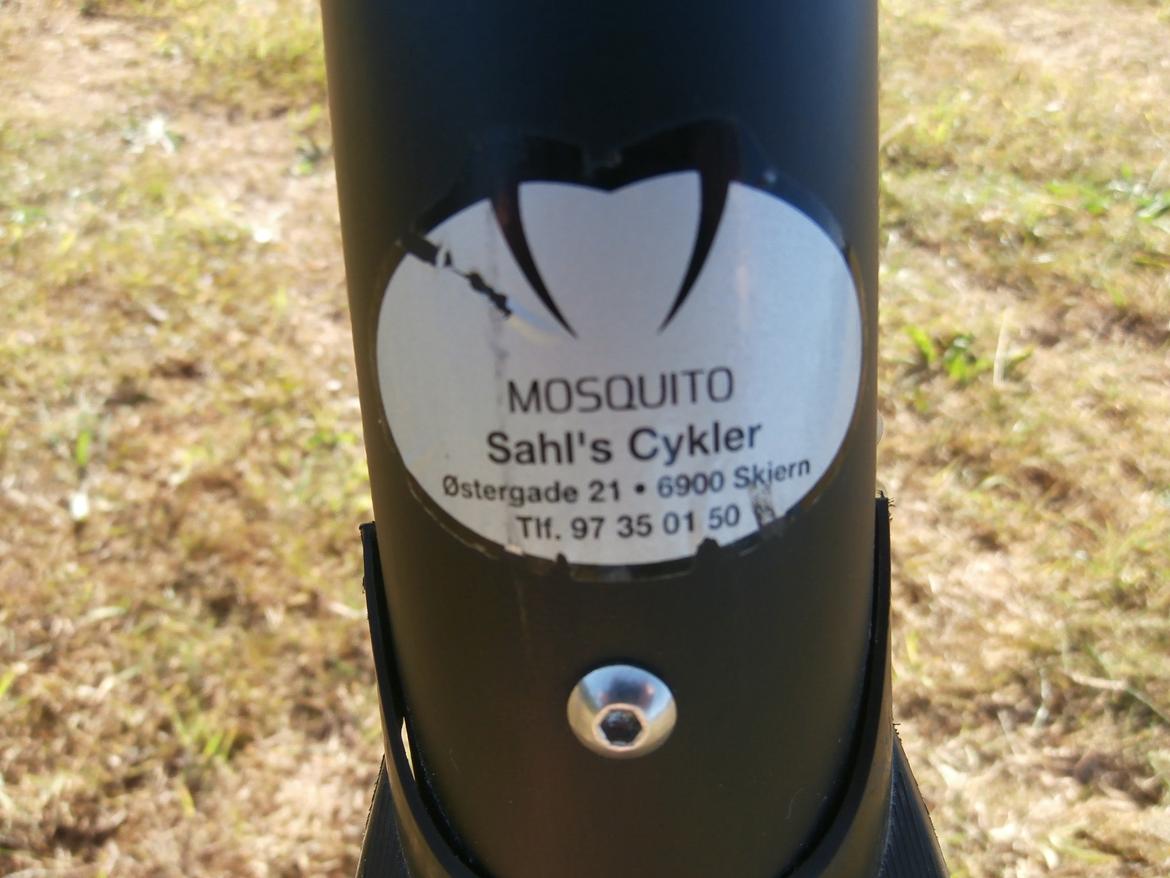 MOSQUITO
Sahl's Cykler
Østergade 21 • 6900 Skjern
Tlf. 97 35 01 50